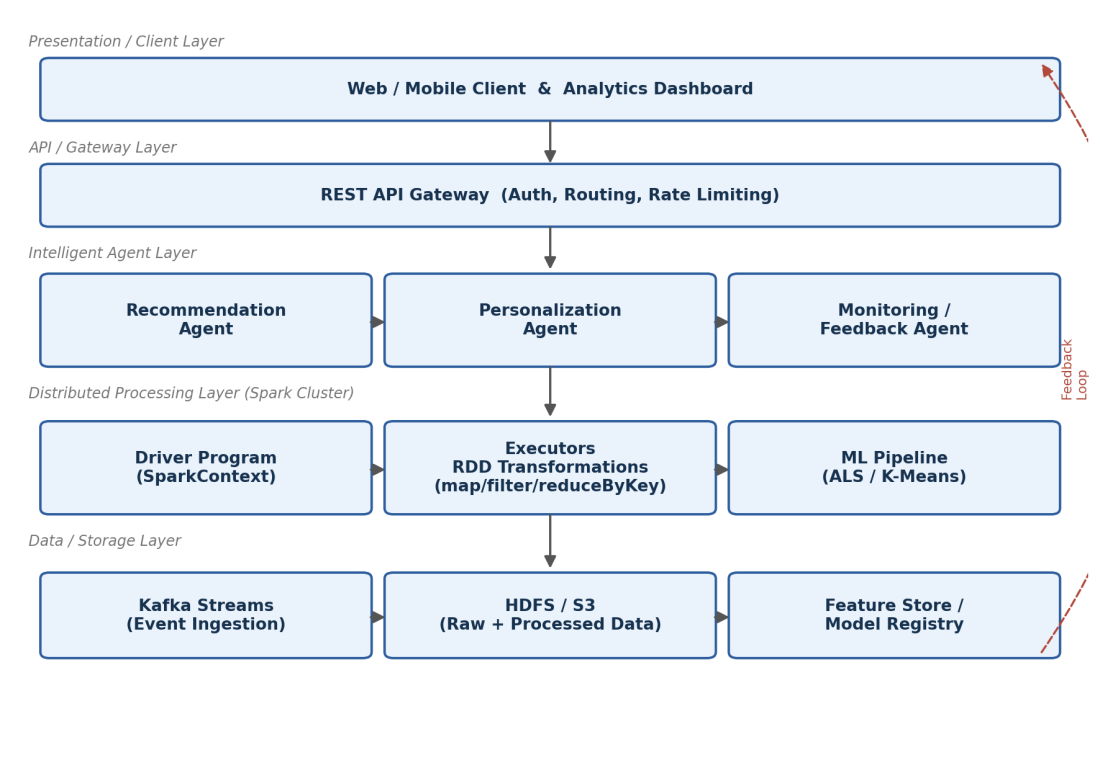 Presentation / Client Layer
Web / Mobile Client & Analytics Dashboard
API / Gateway Layer
REST API Gateway (Auth, Routing, Rate Limiting)
Intelligent Agent Layer
Recommendation
Agent
Personalization
Agent
Monitoring /
Feedback Agent
Feedback
Loop
Distributed Processing Layer (Spark Cluster)
Driver Program
(SparkContext)
Executors
RDD Transformations
(map/filter/reduceByKey)
ML Pipeline
(ALS / K-Means)
Data / Storage Layer
Kafka Streams
(Event Ingestion)
HDFS / S3
(Raw + Processed Data)
Feature Store /
Model Registry